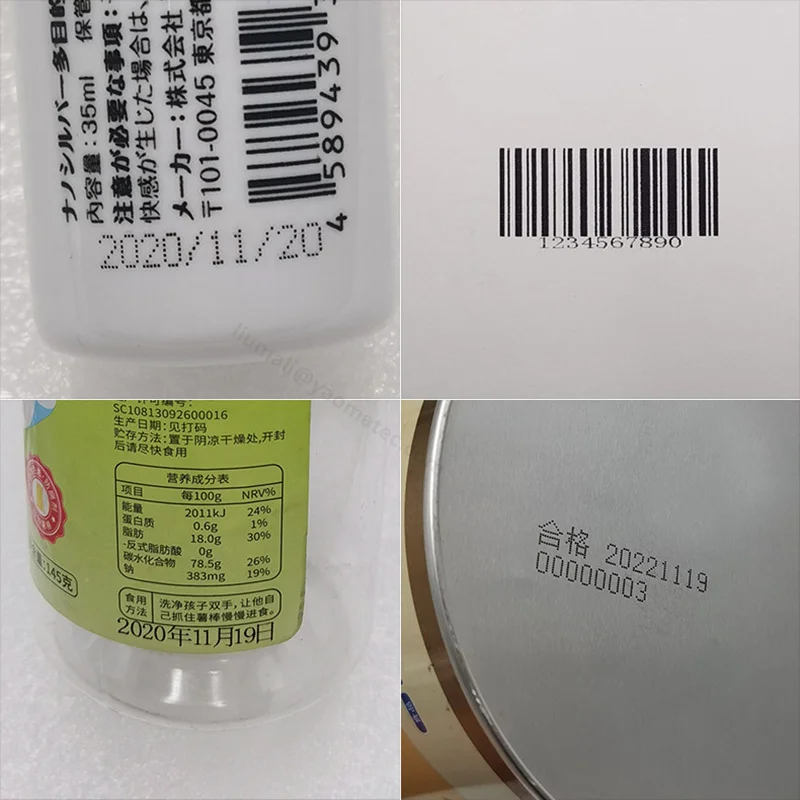 ナノシルバー多目的
内容量：35ml 保管
注意が必要な事項：
快感が生じた場合は、
メーカー：株式会社
〒101-0045 東京都
4 589439
2020/11/20
liumali@yaomatec.
1234567890
许可编号：
SC10813092600016
生产日期：见打码
贮存方法：置于阴凉干燥处,开封
后请尽快食用
营养成分表
项目 每100g NRV%
能量 2011kJ 24%
蛋白质 0.6g 1%
脂肪 18.0g 30%
-反式脂肪酸 0g
碳水化合物 78.5g 26%
钠 383mg 19%
145克
食用方法 洗净孩子双手，让他自
己抓住薯棒慢慢进食。
2020年11月19日
合格 20221119
00000003